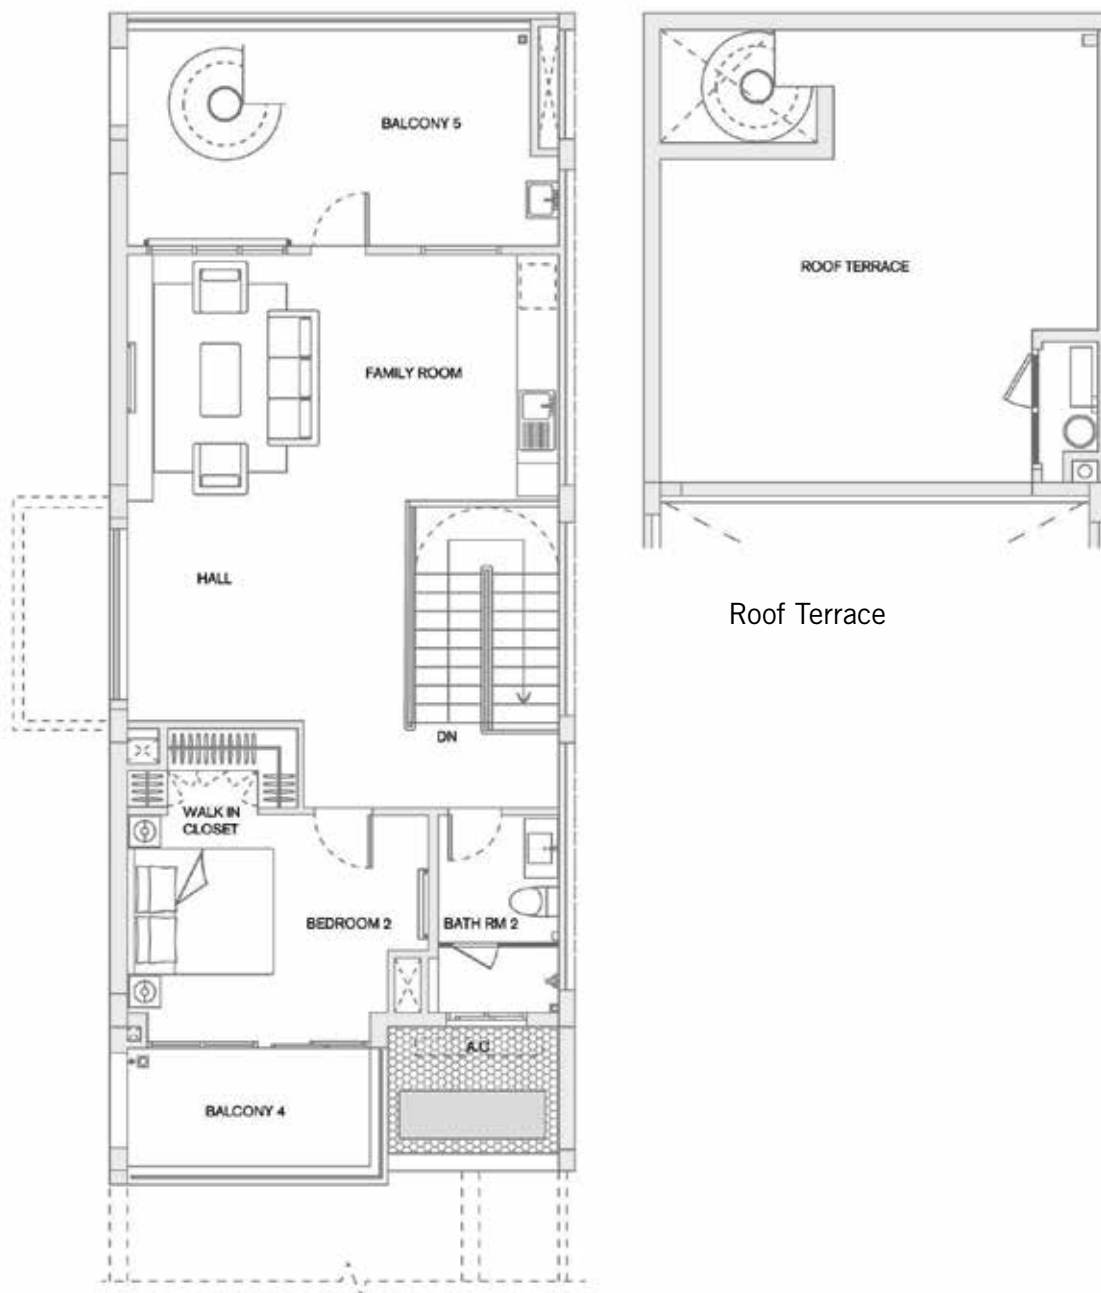 BALCONY 5
ROOF TERRACE
FAMILY ROOM
HALL
Roof Terrace
DN
WALK IN
CLOSET
BEDROOM 2
BATH RM 2
A.C
BALCONY 4